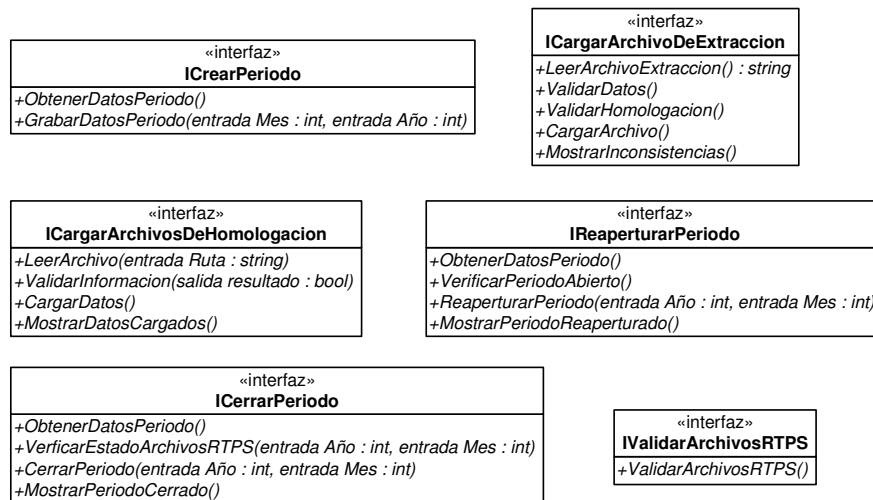 «interfaz»
ICrearPeriodo
+ObtenerDatosPeriodo()
+GrabarDatosPeriodo(entrada Mes : int, entrada Año : int)
«interfaz»
ICargarArchivoDeExtraccion
+LeerArchivoExtraccion() : string
+ValidarDatos()
+ValidarHomologacion()
+CargarArchivo()
+MostrarInconsistencias()
«interfaz»
ICargarArchivosDeHomologacion
+LeerArchivo(entrada Ruta : string)
+ValidarInformacion(salida resultado : bool)
+CargarDatos()
+MostrarDatosCargados()
«interfaz»
IReaperturarPeriodo
+ObtenerDatosPeriodo()
+VerificarPeriodoAbierto()
+ReaperturarPeriodo(entrada Año : int, entrada Mes : int)
+MostrarPeriodoReaperturado()
«interfaz»
ICerrarPeriodo
+ObtenerDatosPeriodo()
+VerficarEstadoArchivosRTPS(entrada Año : int, entrada Mes : int)
+CerrarPeriodo(entrada Año : int, entrada Mes : int)
+MostrarPeriodoCerrado()
«interfaz»
IValidarArchivosRTPS
+ValidarArchivosRTPS()